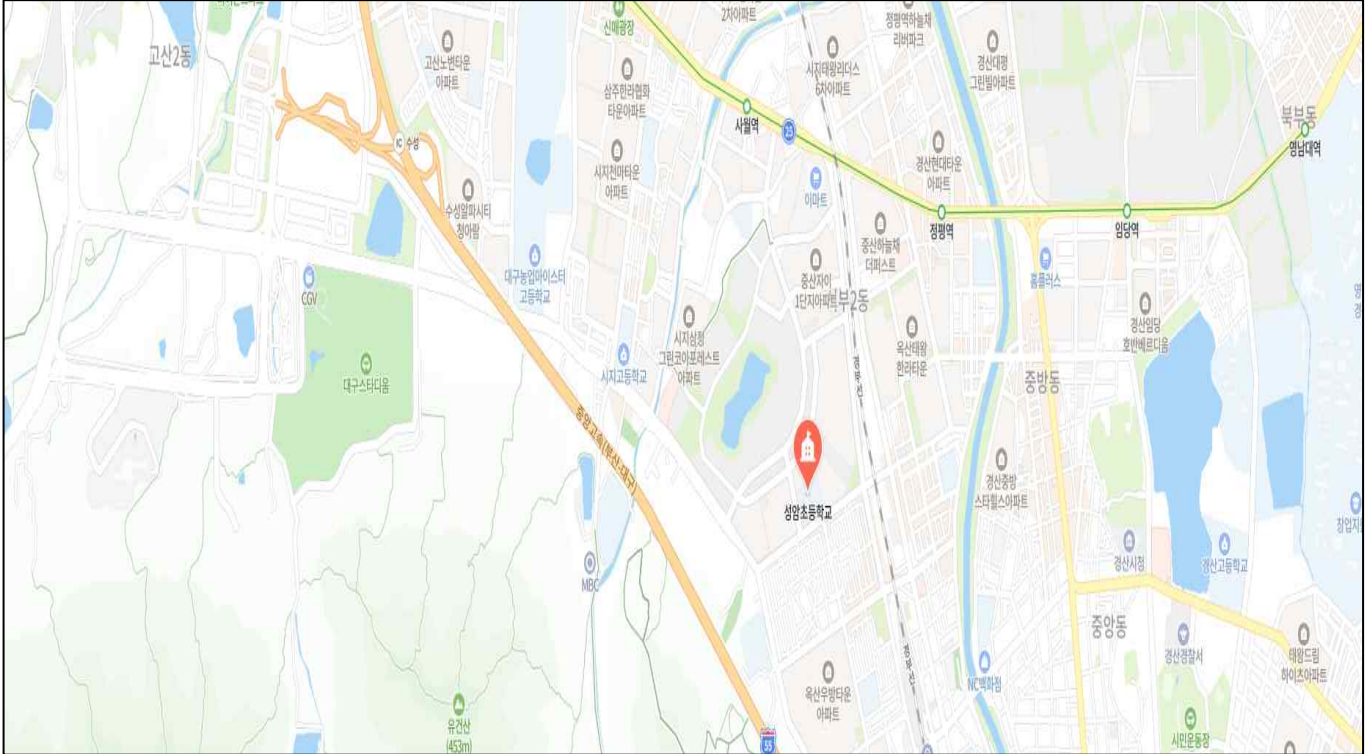 신매광장
2차아파트
정평역하늘채
리버파크
고산2동
고산노변타운
아파트
삼주한라협화
타운아파트
시지태왕리더스
6차아파트
경산대평
그린빌아파트
사월역
25
북부동
영남대역
IC 수성
시지천마타운
아파트
이마트
경산현대타운
아파트
수성알파시티
청아람
정평역
임당역
중산하늘채
더퍼스트
대구농업마이스터
고등학교
CGV
중산자이
1단지아파트
부2동
홈플러스
시지삼정
그린코아포레스트
아파트
경산임당
호반베르디움
옥산태왕
한라타운
시지고등학교
대구스타디움
경부선
중방동
중앙고속(부산-대구)
성암초등학교
경산중방
스타힐스아파트
창업지
MBC
경산시청
경산고등학교
중앙동
경산경찰서
태왕드림
하이츠아파트
경부선
NC백화점
옥산우방타운
아파트
유건산
(453m)
55
시민운동장